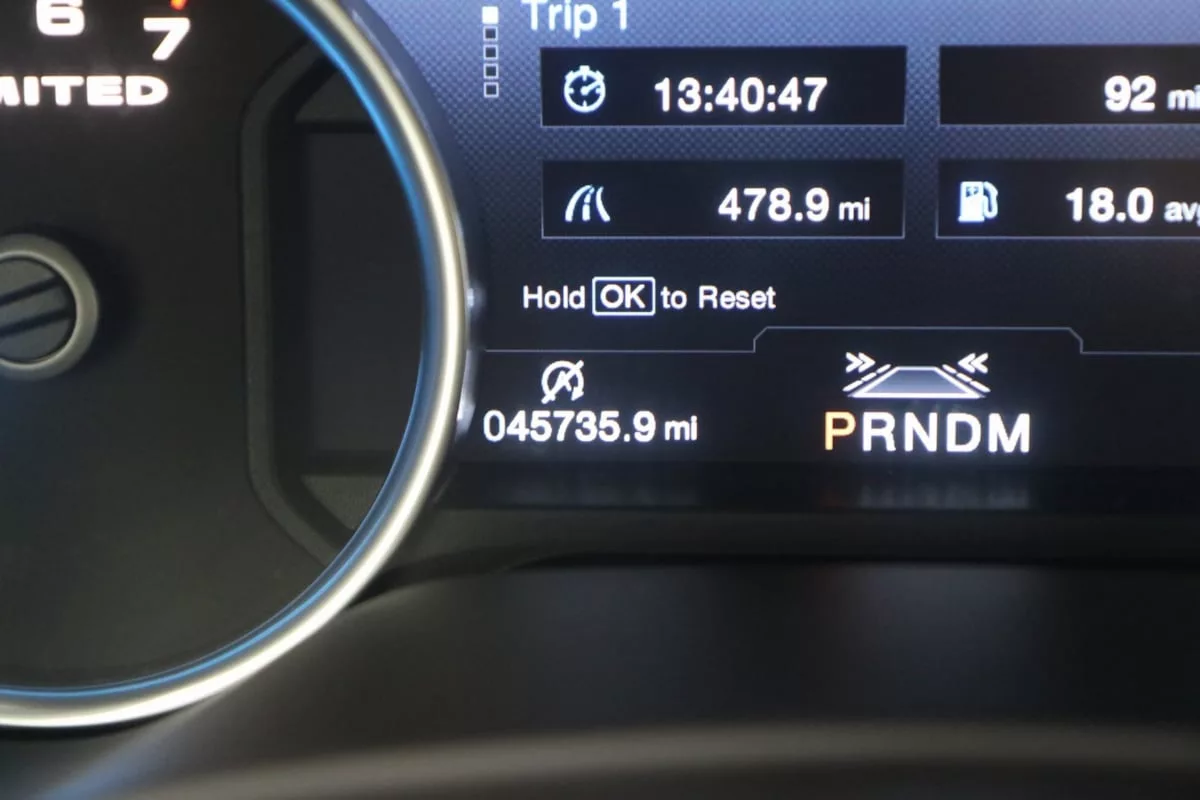 6
7
MITED
Trip 1
13:40:47
92 mi
478.9 mi
18.0 avg
Hold OK to Reset
045735.9 mi
PRNDM